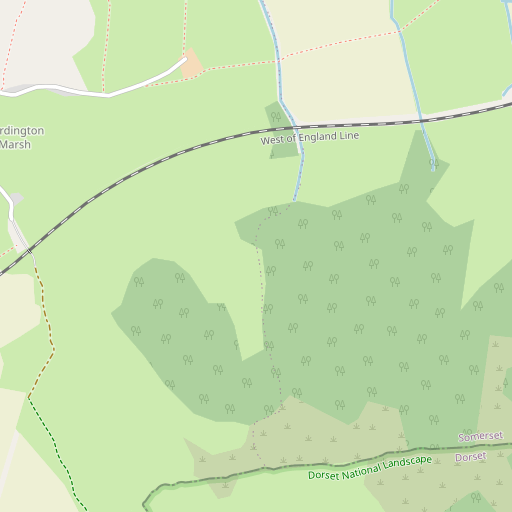 rdington
Marsh
West of England Line
Somerset
Dorset
Dorset National Landscape